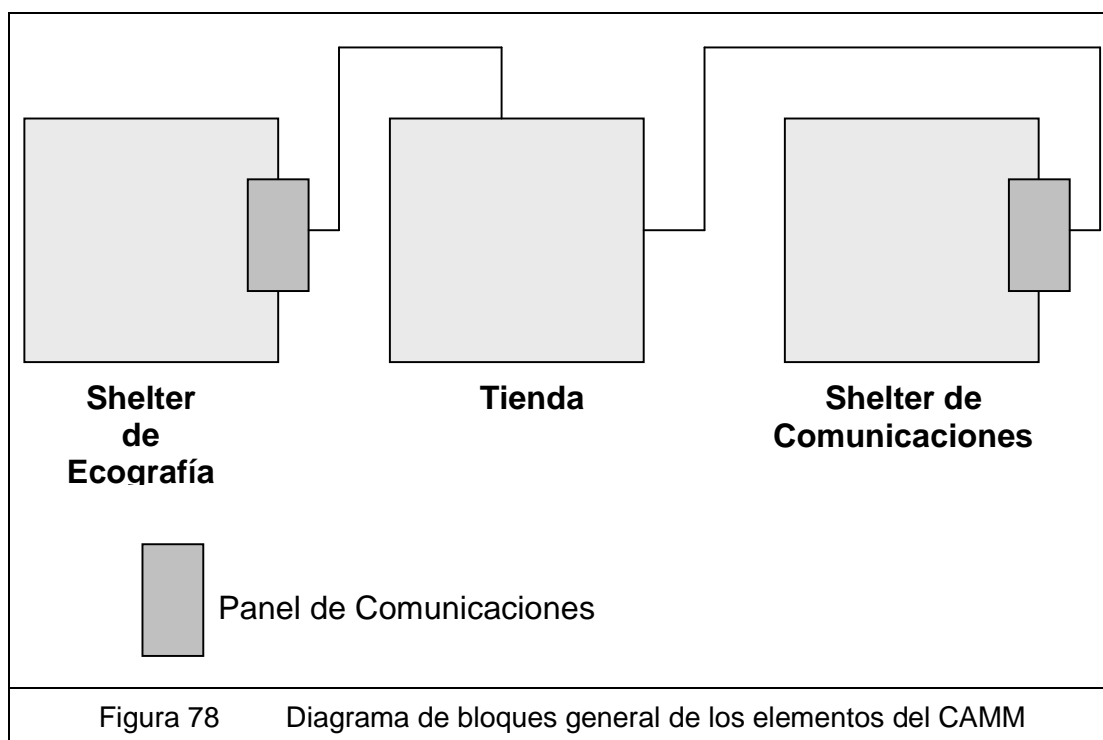 Shelter
de
Ecografía
Tienda
Shelter de
Comunicaciones
Panel de Comunicaciones
Figura 78 Diagrama de bloques general de los elementos del CAMM